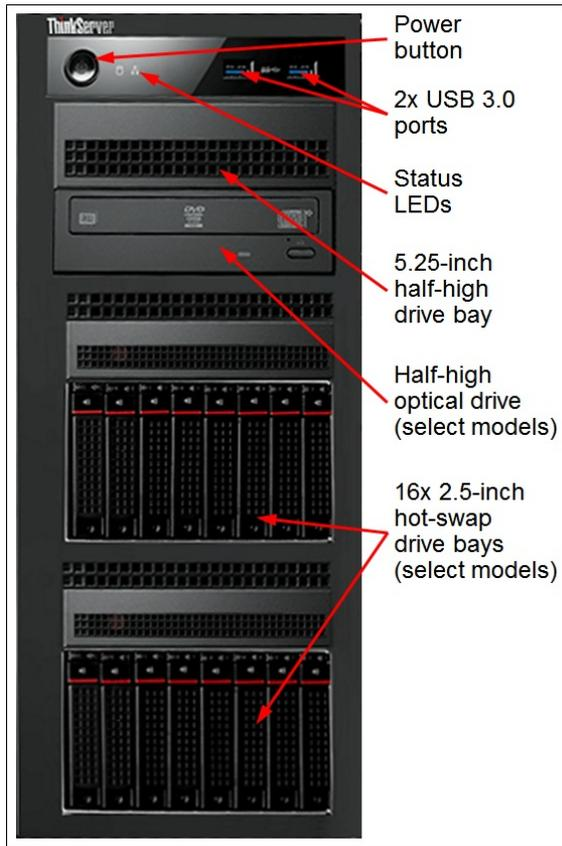 ThinkServer
Power
button
2x USB 3.0
ports
Status
LEDs
5.25-inch
half-high
drive bay
DVD
Half-high
optical drive
(select models)
16x 2.5-inch
hot-swap
drive bays
(select models)